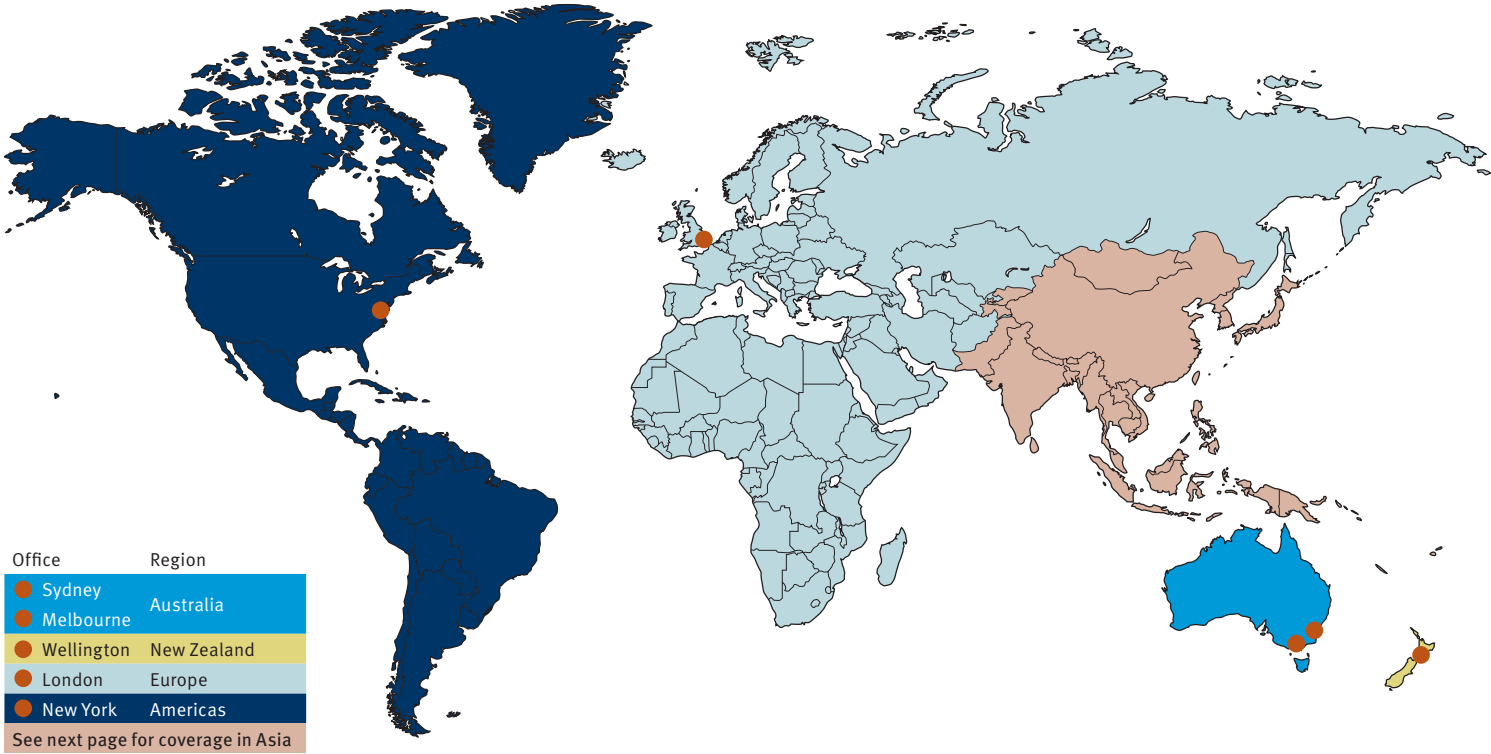 Office Region
Sydney
Australia
Melbourne
Wellington New Zealand
London Europe
New York Americas
See next page for coverage in Asia